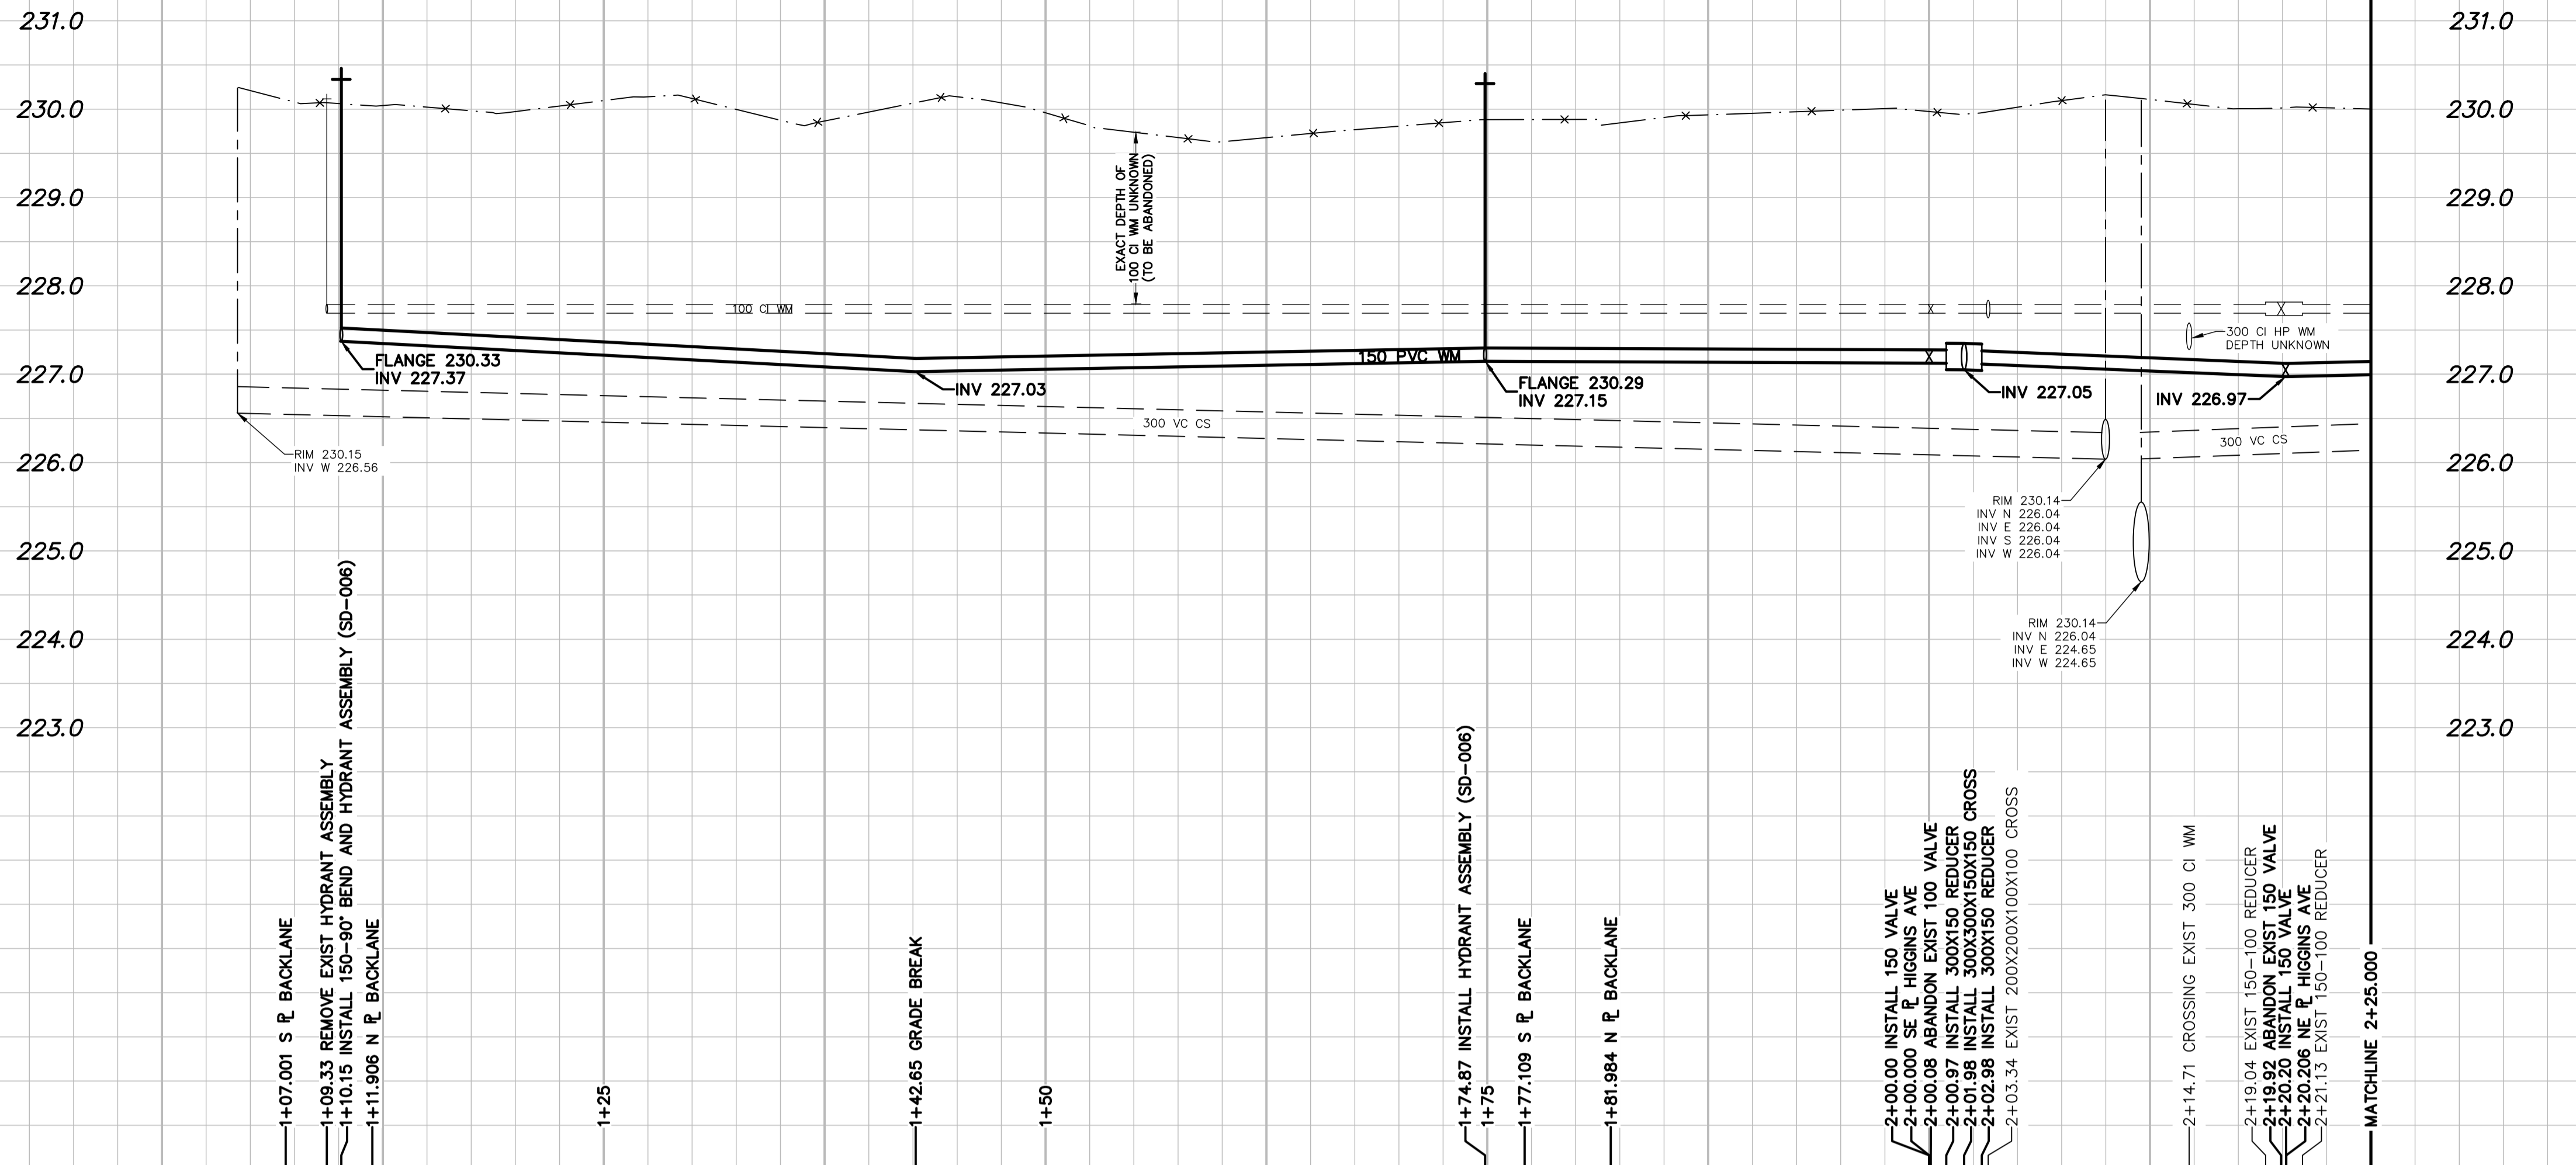 231.0
231.0
230.0
230.0
229.0
229.0
228.0
228.0
227.0
227.0
226.0
226.0
225.0
225.0
224.0
224.0
223.0
223.0
EXACT DEPTH OF
100 CI WM UNKNOWN
(TO BE ABANDONED)
100 CI WM
300 CI HP WM
DEPTH UNKNOWN
150 PVC WM
FLANGE 230.33
INV 227.37
INV 227.03
FLANGE 230.29
INV 227.15
INV 227.05
INV 226.97
300 VC CS
300 VC CS
RIM 230.15
INV W 226.56
RIM 230.14
INV N 226.04
INV E 226.04
INV S 226.04
INV W 226.04
RIM 230.14
INV N 226.04
INV E 224.65
INV W 224.65
1+07.001 S ℄ BACKLANE
1+09.33 REMOVE EXIST HYDRANT ASSEMBLY
1+10.15 INSTALL 150-90° BEND AND HYDRANT ASSEMBLY (SD-006)
1+11.906 N ℄ BACKLANE
1+25
1+42.65 GRADE BREAK
1+50
1+74.87 INSTALL HYDRANT ASSEMBLY (SD-006)
1+75
1+77.109 S ℄ BACKLANE
1+81.984 N ℄ BACKLANE
2+00.00 INSTALL 150 VALVE
2+00.000 SE ℄ HIGGINS AVE
2+00.08 ABANDON EXIST 100 VALVE
2+00.97 INSTALL 300X150 REDUCER
2+01.98 INSTALL 300X300X150X150 CROSS
2+02.98 INSTALL 300X150 REDUCER
2+03.34 EXIST 200X200X100X100 CROSS
2+14.71 CROSSING EXIST 300 CI WM
2+19.04 EXIST 150-100 REDUCER
2+19.92 ABANDON EXIST 150 VALVE
2+20.20 INSTALL 150 VALVE
2+20.206 NE ℄ HIGGINS AVE
2+21.13 EXIST 150-100 REDUCER
MATCHLINE 2+25.000